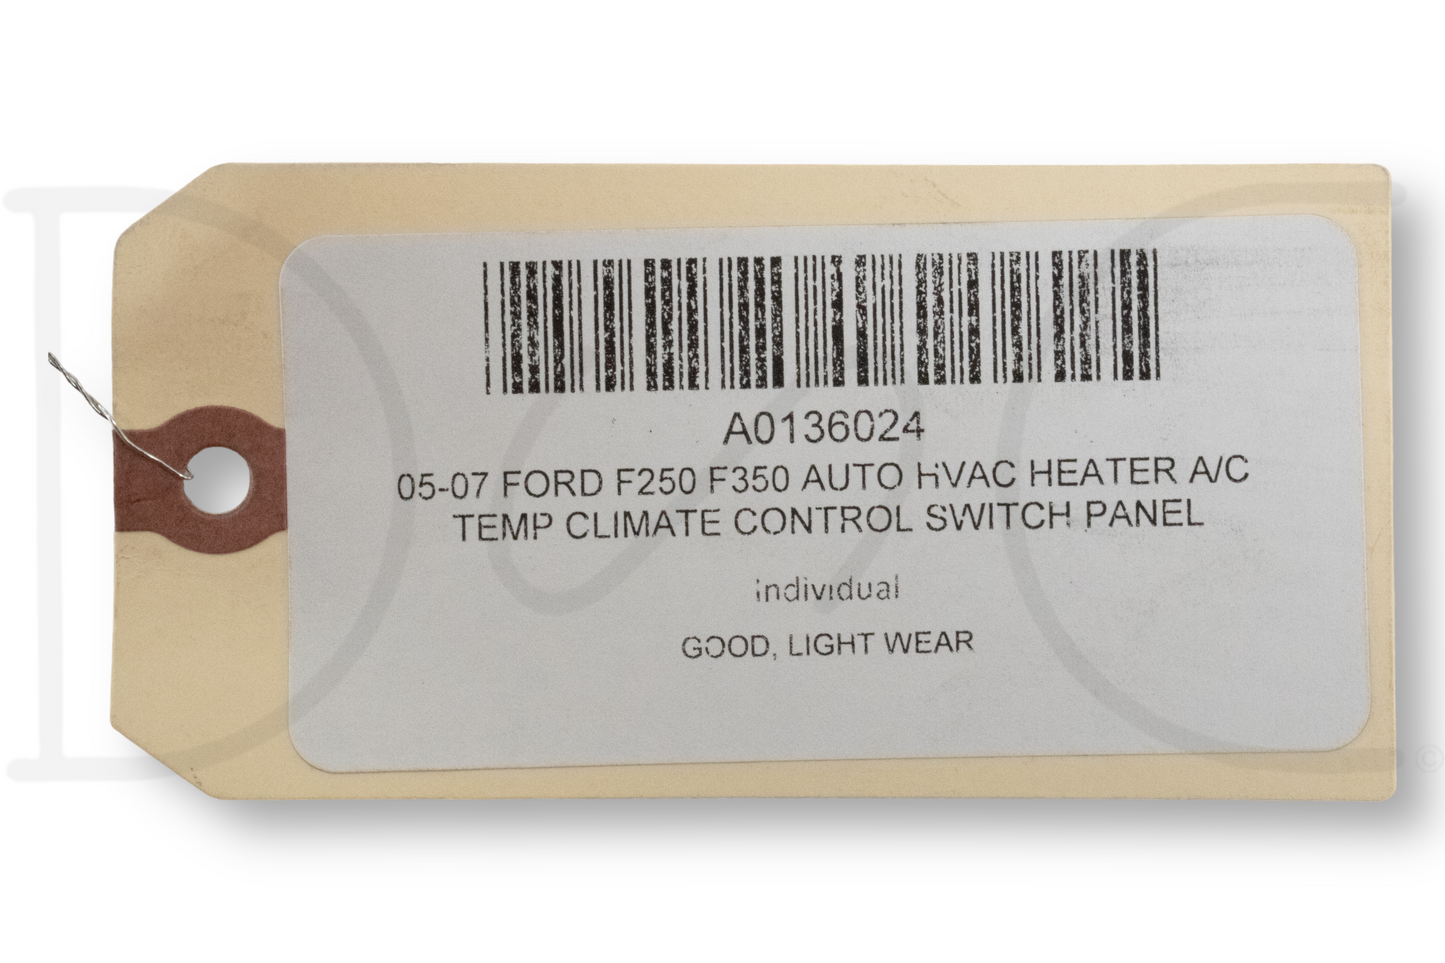 A0136024
05-07 FORD F250 F350 AUTO HVAC HEATER A/C
TEMP CLIMATE CONTROL SWITCH PANEL
individual
GOOD, LIGHT WEAR